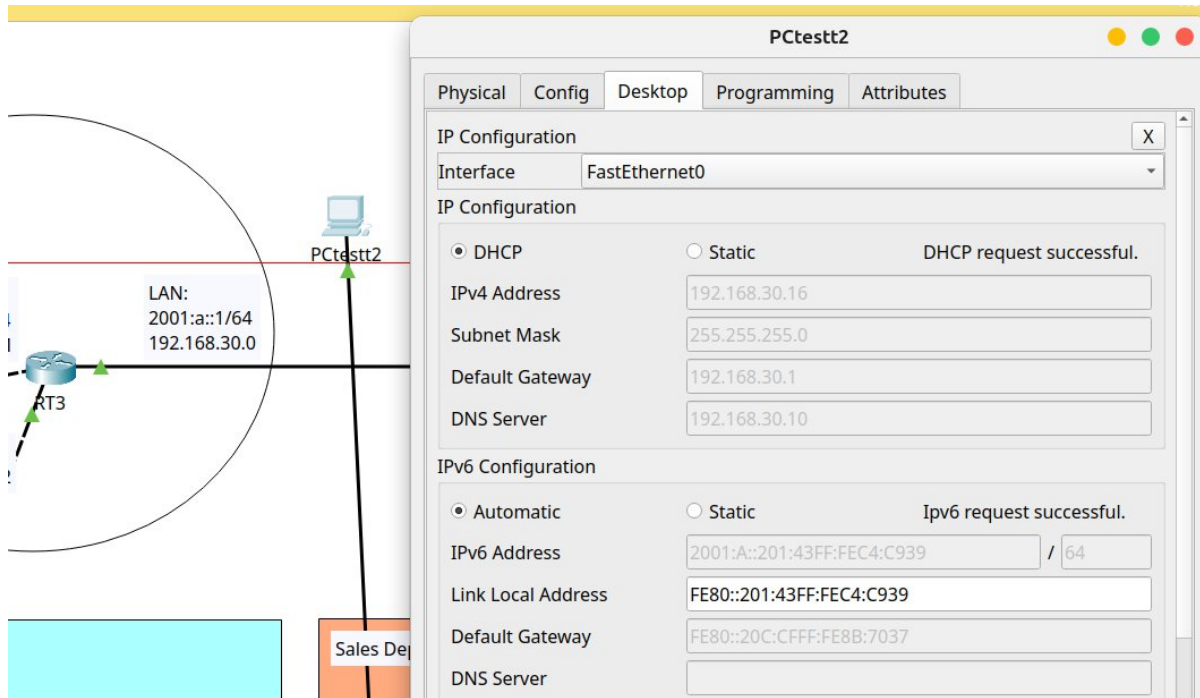 PCtestt2
Physical
Config
Desktop
Programming
Attributes
IP Configuration
X
Interface
FastEthernet0
IP Configuration
DHCP
Static
DHCP request successful.
IPv4 Address
192.168.30.16
Subnet Mask
255.255.255.0
Default Gateway
192.168.30.1
DNS Server
192.168.30.10
IPv6 Configuration
Automatic
Static
Ipv6 request successful.
IPv6 Address
2001:A::201:43FF:FEC4:C939
/
64
Link Local Address
FE80::201:43FF:FEC4:C939
Default Gateway
FE80::20C:CFFF:FE8B:7037
DNS Server
PCtestt2
LAN:
2001:a::1/64
192.168.30.0
RT3
Sales De